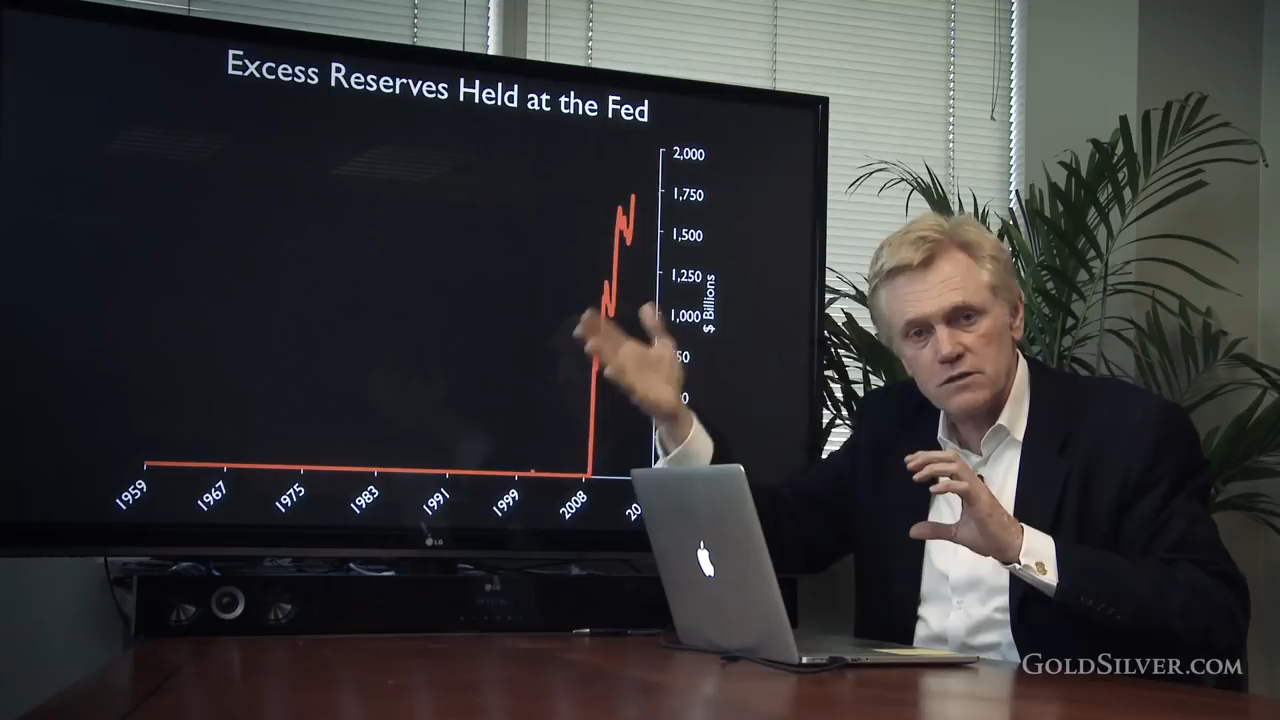 Excess Reserves Held at the Fed
2,000
1,750
1,500
1,250
1,000
$ Billions
1959
1967
1975
1983
1991
1999
2008
LG
LG
GOLDSILVER.COM